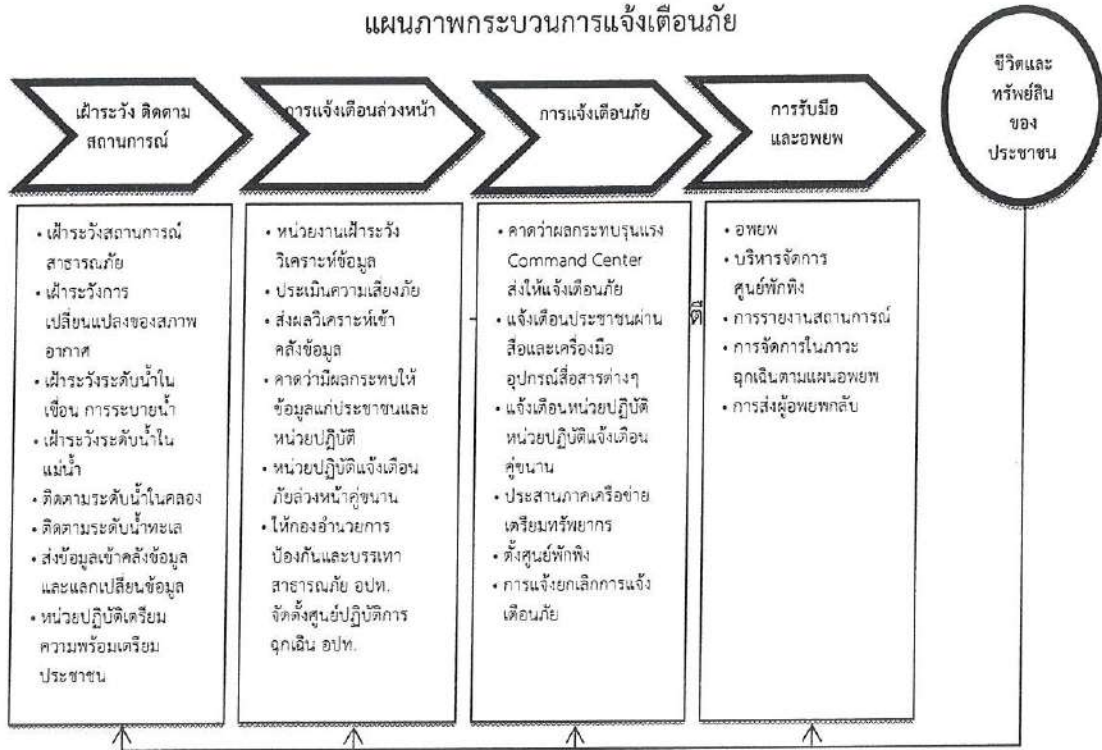 แผนภาพกระบวนการแจ้งเตือนภัย
เฝ้าระวัง ติดตาม
สถานการณ์
การแจ้งเตือนล่วงหน้า
การแจ้งเตือนภัย
การรับมือ
และอพยพ
ชีวิตและ
ทรัพย์สิน
ของ
ประชาชน
• เฝ้าระวังสถานการณ์
สาธารณภัย
• เฝ้าระวังการ
เปลี่ยนแปลงของสภาพ
อากาศ
• เฝ้าระวังระดับน้ำใน
เขื่อน การระบายน้ำ
• เฝ้าระวังระดับน้ำใน
แม่น้ำ
• ติดตามระดับน้ำในคลอง
• ติดตามระดับน้ำทะเล
• ส่งข้อมูลเข้าคลังข้อมูล
และแลกเปลี่ยนข้อมูล
• หน่วยปฏิบัติเตรียม
ความพร้อมเตรียม
ประชาชน
• หน่วยงานเฝ้าระวัง
วิเคราะห์ข้อมูล
• ประเมินความเสี่ยงภัย
• ส่งผลวิเคราะห์เข้า
คลังข้อมูล
• คาดว่ามีผลกระทบให้
ข้อมูลแก่ประชาชนและ
หน่วยปฏิบัติ
• หน่วยปฏิบัติแจ้งเตือน
ภัยล่วงหน้าคู่ขนาน
• ให้กองอำนวยการ
ป้องกันและบรรเทา
สาธารณภัย อปท.
จัดตั้งศูนย์ปฏิบัติการ
ฉุกเฉิน อปท.
• คาดว่าผลกระทบรุนแรง
Command Center
ส่งให้แจ้งเตือนภัย
• แจ้งเตือนประชาชนผ่าน
สื่อและเครื่องมือ
อุปกรณ์สื่อสารต่างๆ
• แจ้งเตือนหน่วยปฏิบัติ
หน่วยปฏิบัติแจ้งเตือน
คู่ขนาน
• ประสานภาคเครือข่าย
เตรียมทรัพยากร
• ตั้งศูนย์พักพิง
• การแจ้งยกเลิกการแจ้ง
เตือนภัย
ตี
• อพยพ
• บริหารจัดการ
ศูนย์พักพิง
• การรายงานสถานการณ์
• การจัดการในภาวะ
ฉุกเฉินตามแผนอพยพ
• การส่งผู้อพยพกลับ